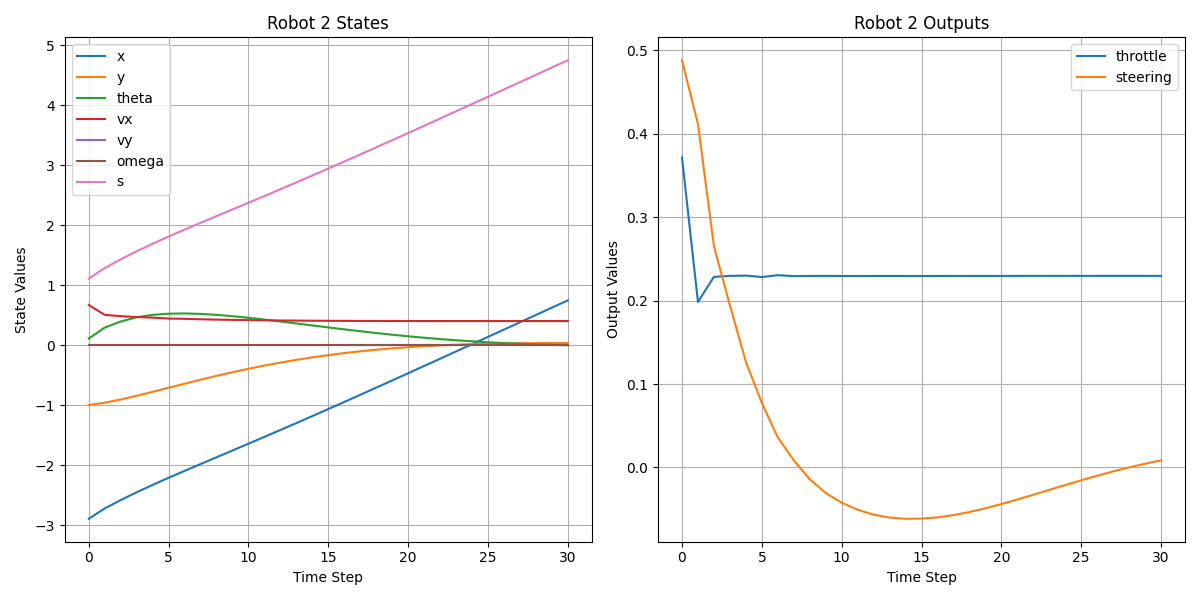 Robot 2 States
State Values
5
4
3
2
1
0
−1
−2
−3
x
y
theta
vx
vy
omega
s
0 5 10 15 20 25 30
Time Step
Robot 2 Outputs
Output Values
0.5
0.4
0.3
0.2
0.1
0.0
throttle
steering
0 5 10 15 20 25 30
Time Step